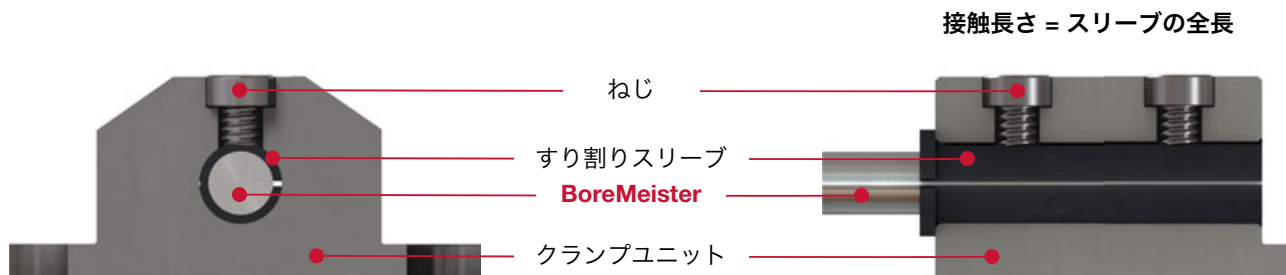 接触長さ = スリーブの全長
ねじ
すり割りスリーブ
BoreMeister
クランプユニット